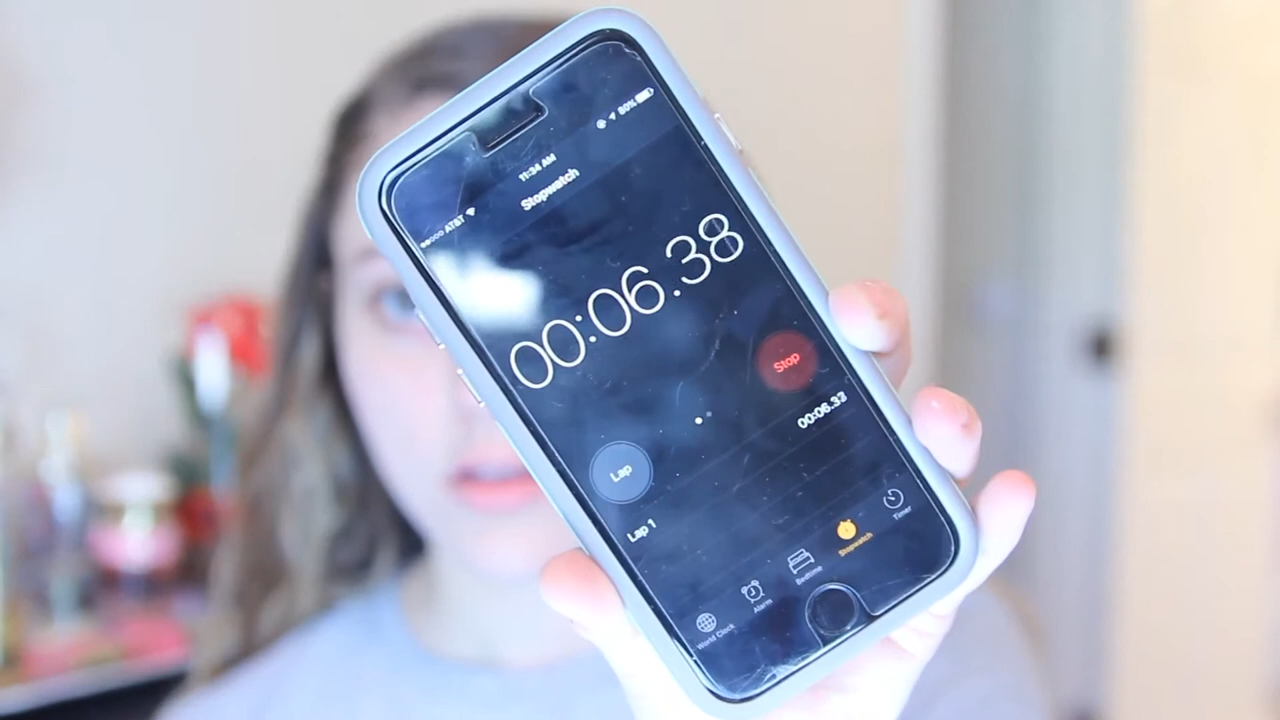 AT&T 11:34 AM 80%
Stopwatch
00:06.38
Lap Stop
Lap 1 00:06.33
World Clock Alarm Bedtime Stopwatch Timer